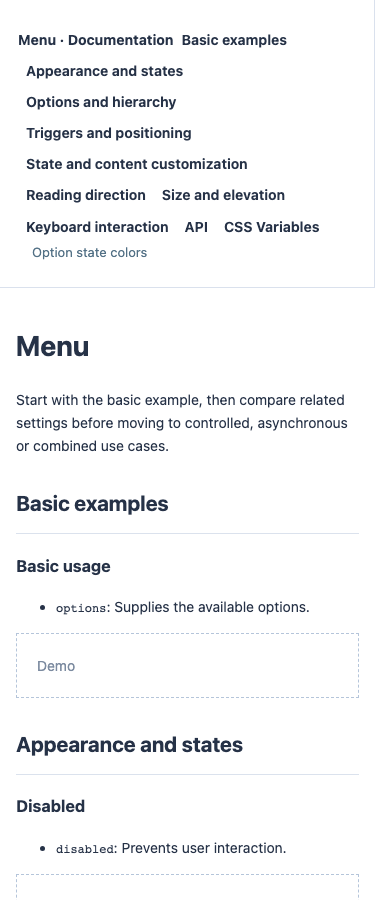 Menu · Documentation Basic examples
Appearance and states
Options and hierarchy
Triggers and positioning
State and content customization
Reading direction Size and elevation
Keyboard interaction API CSS Variables
Option state colors
Menu
Start with the basic example, then compare related
settings before moving to controlled, asynchronous
or combined use cases.
Basic examples
Basic usage
• options: Supplies the available options.
Demo
Appearance and states
Disabled
• disabled: Prevents user interaction.